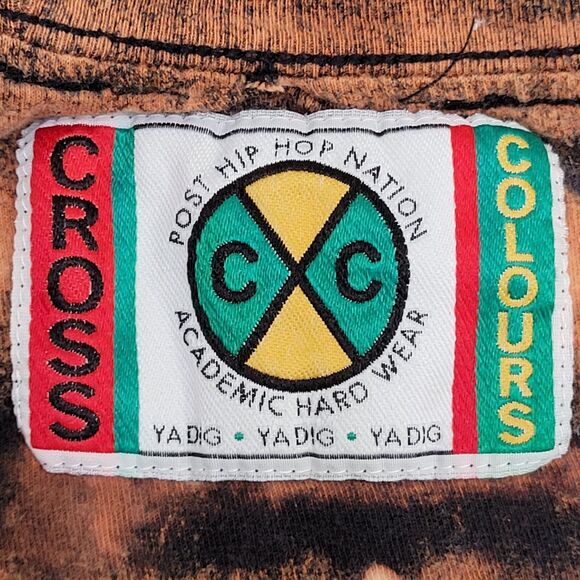 CROSS
POST HIP HOP NATION
C C
ACADEMIC HARD WEAR
YA DIG • YA DIG • YA DIG
COLOURS